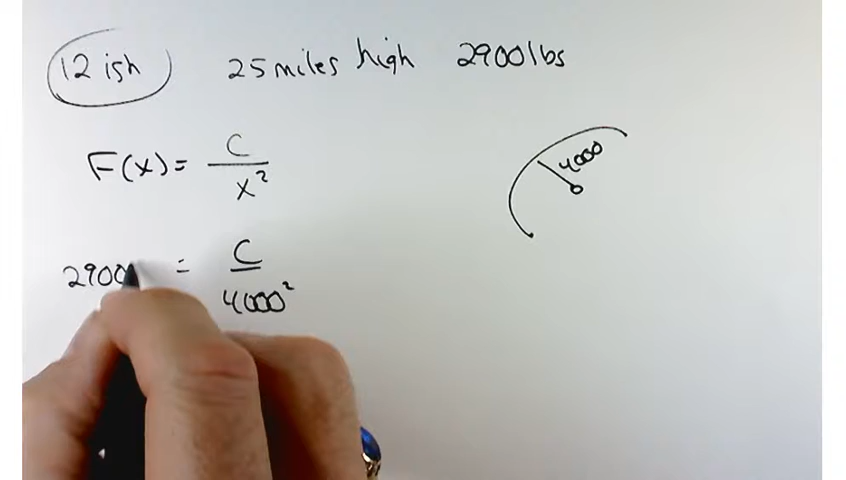 12 ish 25 miles high 2900 lbs
F(x) = C / x²
4000
2900 = C / 4000²